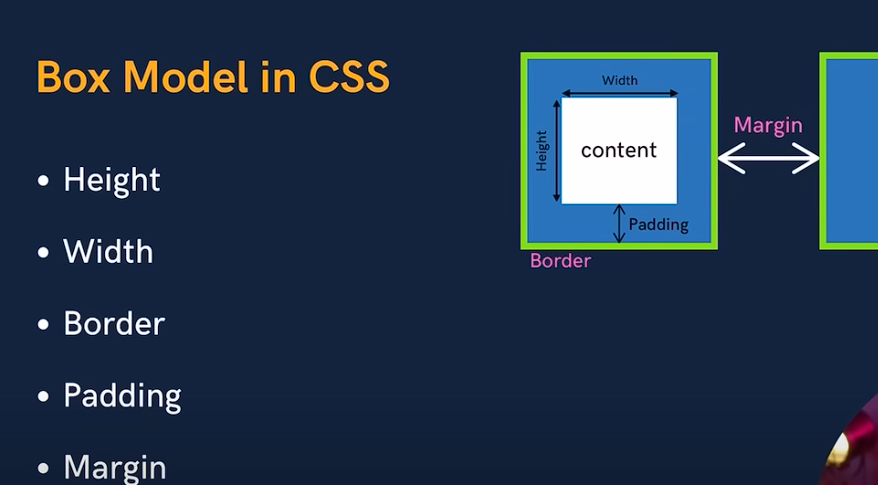 Box Model in CSS
• Height
• Width
• Border
• Padding
• Margin
Width
Height
content
Padding
Border
Margin